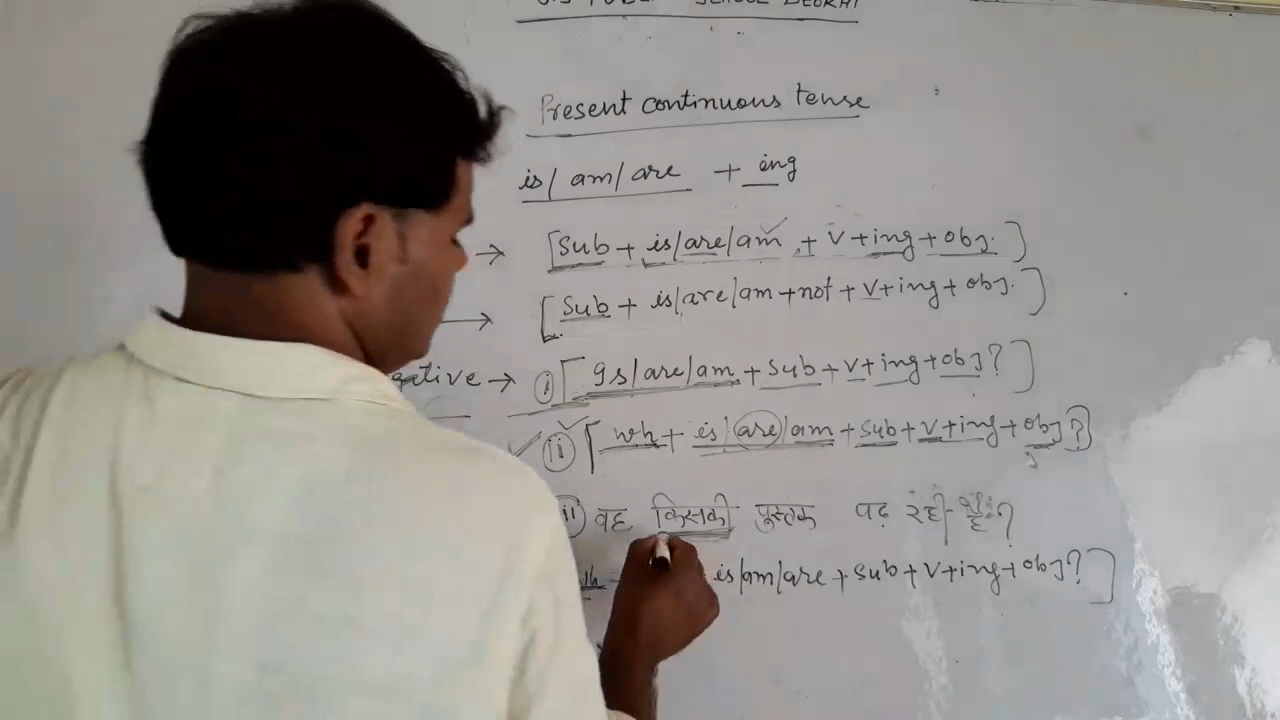 SCHOOL
Present continuous tense
is/ am/ are + ing
→ [Sub + is/are/am + V + ing + obj. ]
→ [Sub + is/are/am + not + V + ing + obj. ]
→ i) [ Is/are/am + Sub + V + ing + obj ? ]
ii) [ wh + is/are/am + Sub + V + ing + obj ? ]
वह किसकी पुस्तक पढ़ रही है ?
is/am/are + Sub + V + ing + obj ? ]